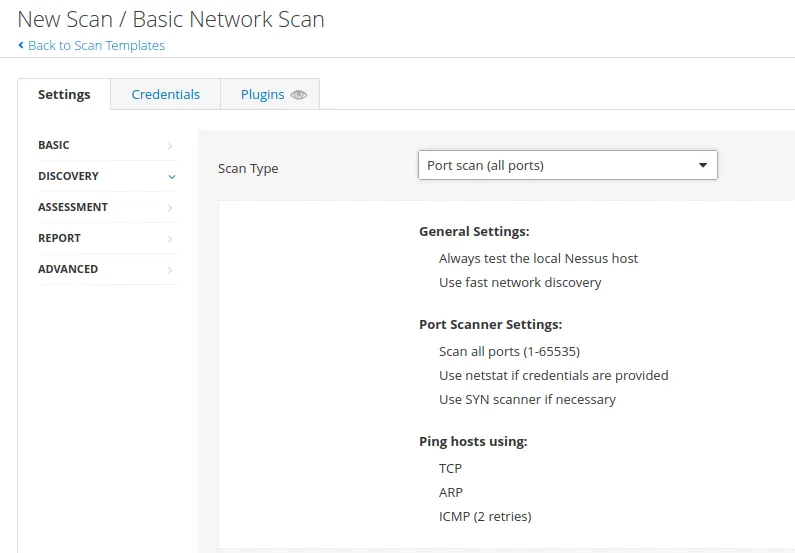 New Scan / Basic Network Scan
Back to Scan Templates
Settings
Credentials
Plugins
BASIC
DISCOVERY
ASSESSMENT
REPORT
ADVANCED
Scan Type
Port scan (all ports)
General Settings:
Always test the local Nessus host
Use fast network discovery
Port Scanner Settings:
Scan all ports (1-65535)
Use netstat if credentials are provided
Use SYN scanner if necessary
Ping hosts using:
TCP
ARP
ICMP (2 retries)